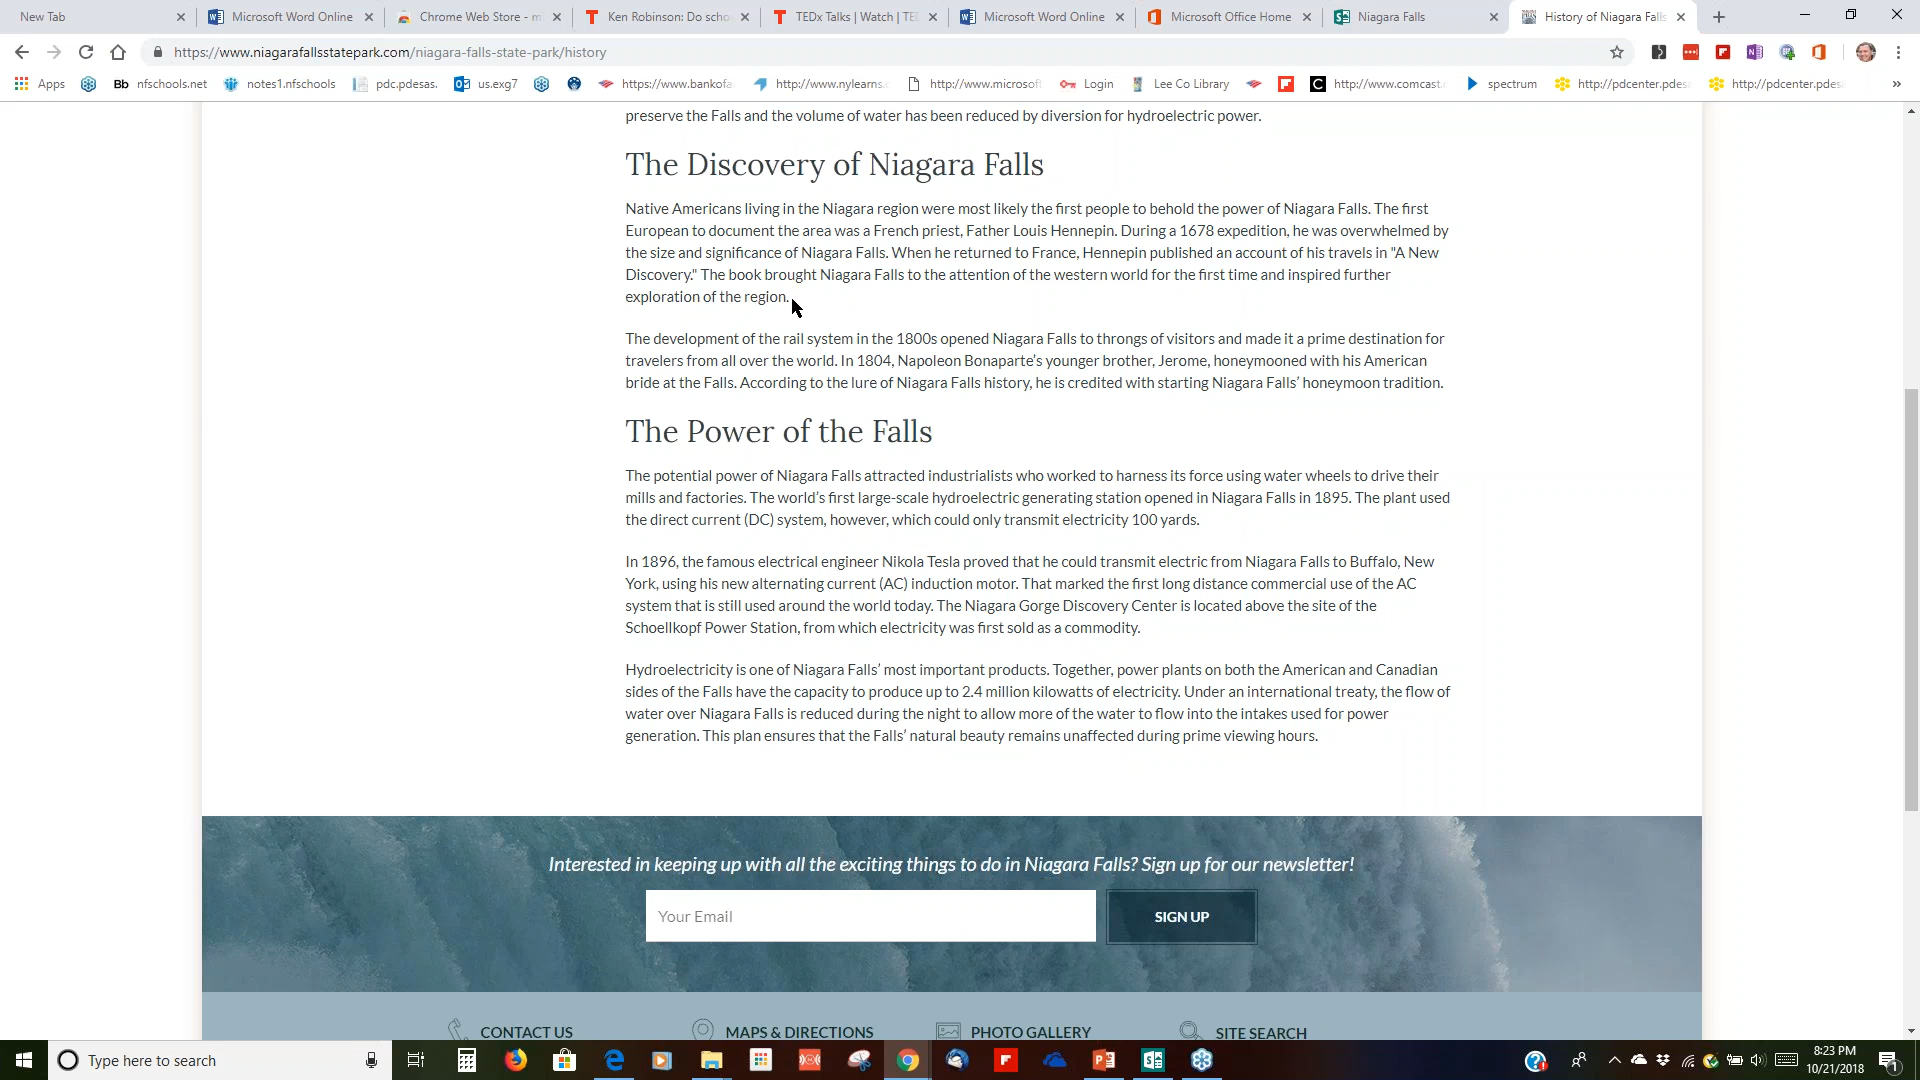 New Tab
Microsoft Word Online
Chrome Web Store - m
Ken Robinson: Do scho
TEDx Talks | Watch | TED
Microsoft Word Online
Microsoft Office Home
Niagara Falls
History of Niagara Falls
https://www.niagarafallsstatepark.com/niagara-falls-state-park/history
Apps
Bb nfschools.net
notes1.nfschools
pdc.pdesas.
us.exg7
https://www.bankofa
http://www.nylearns.
http://www.microsoft
Login
Lee Co Library
http://www.comcast.
spectrum
http://pdcenter.pdes
http://pdcenter.pdesa
preserve the Falls and the volume of water has been reduced by diversion for hydroelectric power.
The Discovery of Niagara Falls
Native Americans living in the Niagara region were most likely the first people to behold the power of Niagara Falls. The first
European to document the area was a French priest, Father Louis Hennepin. During a 1678 expedition, he was overwhelmed by
the size and significance of Niagara Falls. When he returned to France, Hennepin published an account of his travels in "A New
Discovery." The book brought Niagara Falls to the attention of the western world for the first time and inspired further
exploration of the region.
The development of the rail system in the 1800s opened Niagara Falls to throngs of visitors and made it a prime destination for
travelers from all over the world. In 1804, Napoleon Bonaparte's younger brother, Jerome, honeymooned with his American
bride at the Falls. According to the lure of Niagara Falls history, he is credited with starting Niagara Falls' honeymoon tradition.
The Power of the Falls
The potential power of Niagara Falls attracted industrialists who worked to harness its force using water wheels to drive their
mills and factories. The world's first large-scale hydroelectric generating station opened in Niagara Falls in 1895. The plant used
the direct current (DC) system, however, which could only transmit electricity 100 yards.
In 1896, the famous electrical engineer Nikola Tesla proved that he could transmit electric from Niagara Falls to Buffalo, New
York, using his new alternating current (AC) induction motor. That marked the first long distance commercial use of the AC
system that is still used around the world today. The Niagara Gorge Discovery Center is located above the site of the
Schoellkopf Power Station, from which electricity was first sold as a commodity.
Hydroelectricity is one of Niagara Falls' most important products. Together, power plants on both the American and Canadian
sides of the Falls have the capacity to produce up to 2.4 million kilowatts of electricity. Under an international treaty, the flow of
water over Niagara Falls is reduced during the night to allow more of the water to flow into the intakes used for power
generation. This plan ensures that the Falls' natural beauty remains unaffected during prime viewing hours.
Interested in keeping up with all the exciting things to do in Niagara Falls? Sign up for our newsletter!
Your Email
SIGN UP
CONTACT US
MAPS & DIRECTIONS
PHOTO GALLERY
SITE SEARCH
Type here to search
8:23 PM
10/21/2018